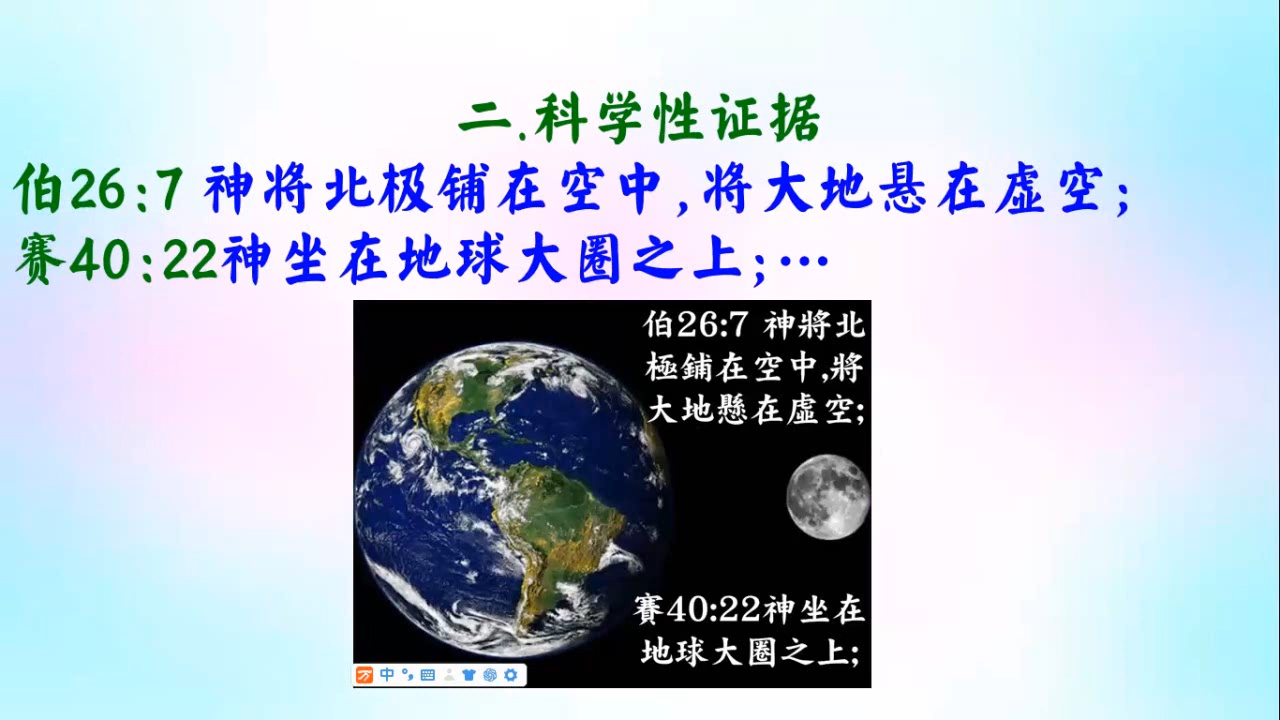 二.科学性证据
伯26:7 神将北极铺在空中,将大地悬在虚空;
赛40:22神坐在地球大圈之上;…
伯26:7 神將北
極鋪在空中,將
大地懸在虛空;
賽40:22神坐在
地球大圈之上;
中